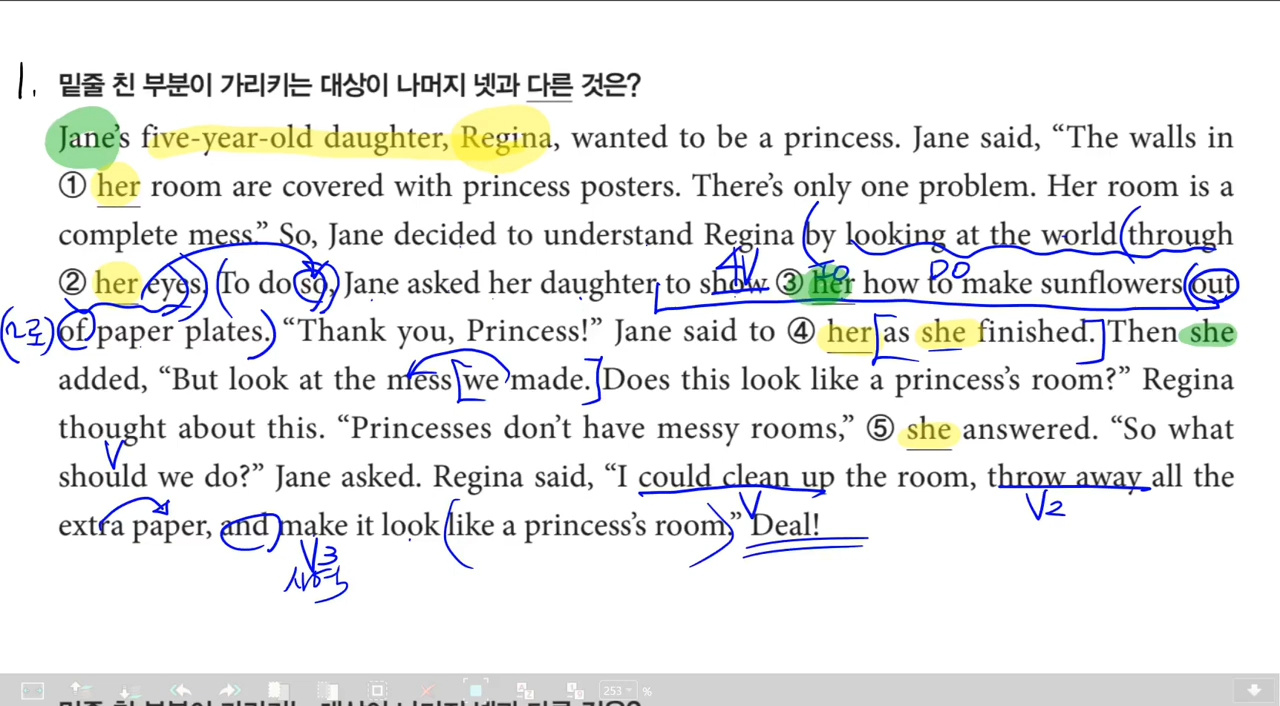 1. 밑줄 친 부분이 가리키는 대상이 나머지 넷과 다른 것은?
Jane's five-year-old daughter, Regina, wanted to be a princess. Jane said, “The walls in
① her room are covered with princess posters. There's only one problem. Her room is a
complete mess.” So, Jane decided to understand Regina by looking at the world through
4V IO DO
② her eyes. To do so, Jane asked her daughter to show ③ her how to make sunflowers out
(~로) of paper plates. “Thank you, Princess!” Jane said to ④ her as she finished. Then she
added, “But look at the mess we made. Does this look like a princess's room?” Regina
thought about this. “Princesses don't have messy rooms,” ⑤ she answered. “So what
V
should we do?” Jane asked. Regina said, “I could clean up the room, throw away all the
V V2
extra paper, and make it look like a princess's room.” Deal!
V3
253 %